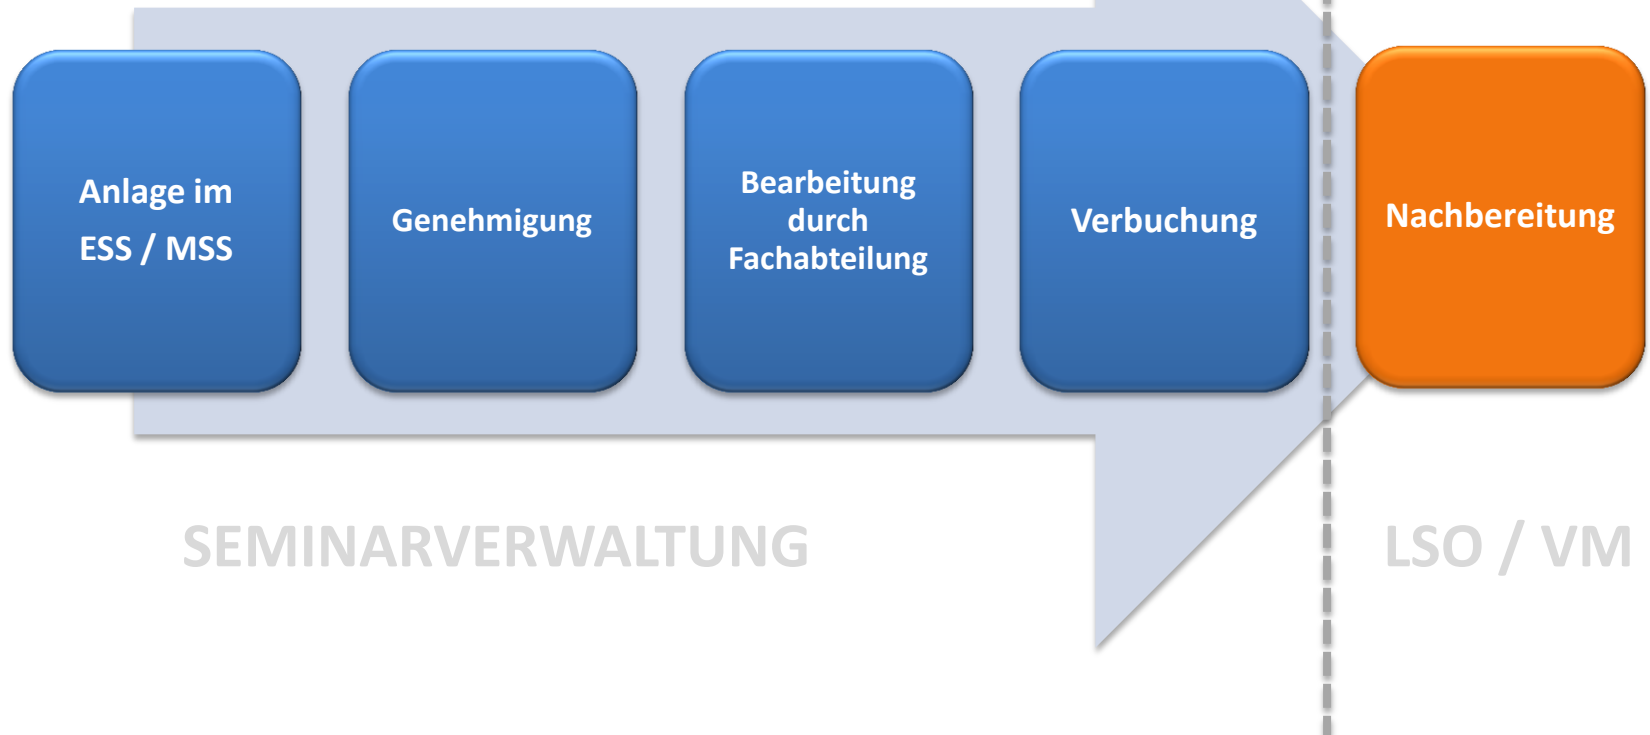 Anlage im
ESS / MSS
Genehmigung
Bearbeitung
durch
Fachabteilung
Verbuchung
Nachbereitung
SEMINARVERWALTUNG
LSO / VM